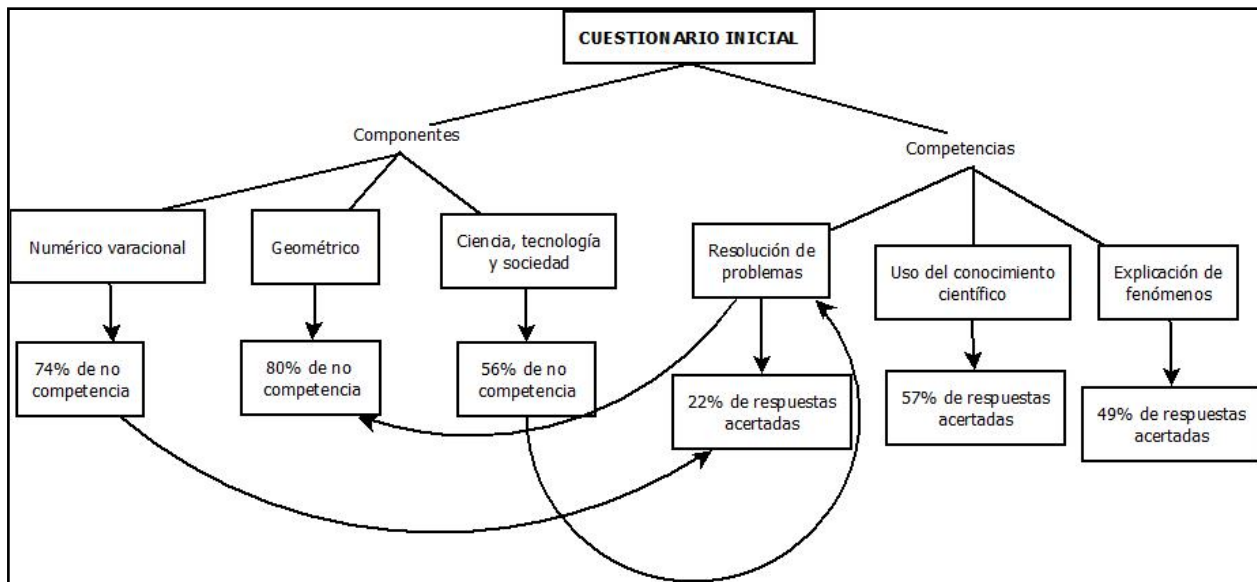 CUESTIONARIO INICIAL
Componentes
Competencias
Numérico varacional
Geométrico
Ciencia, tecnología
y sociedad
Resolución de
problemas
Uso del conocimiento
científico
Explicación de
fenómenos
74% de no
competencia
80% de no
competencia
56% de no
competencia
22% de respuestas
acertadas
57% de respuestas
acertadas
49% de respuestas
acertadas